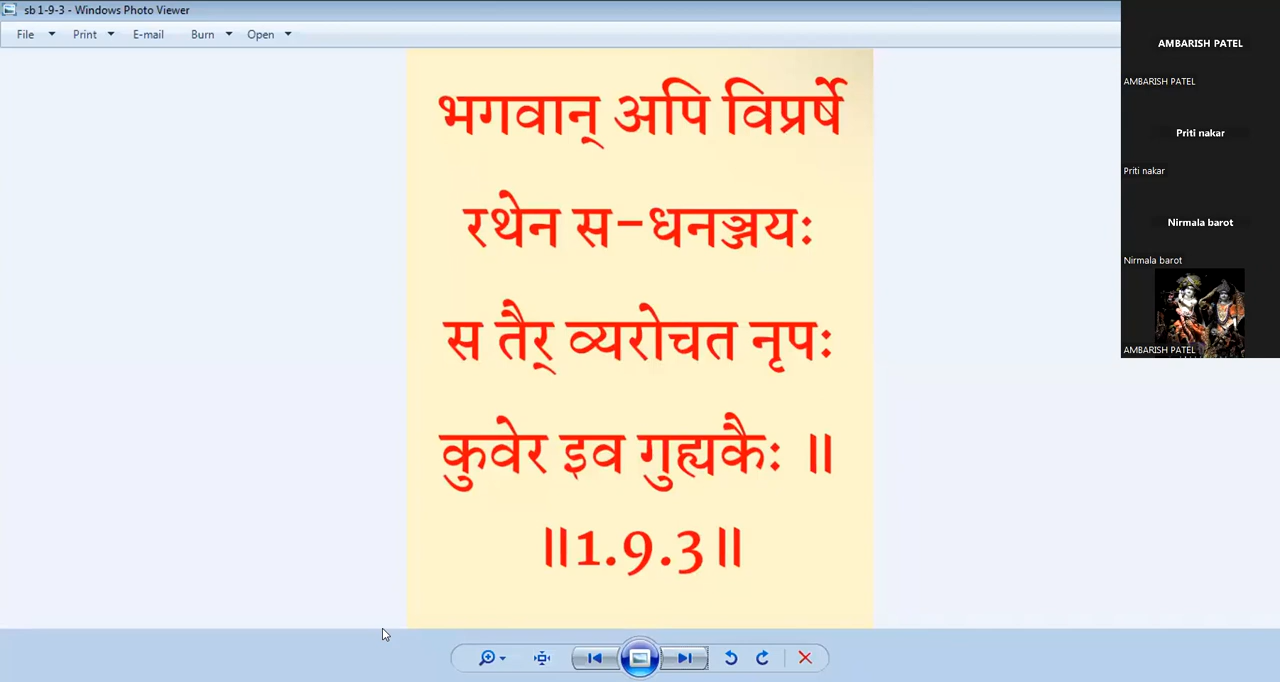 sb 1-9-3 - Windows Photo Viewer
File Print E-mail Burn Open
भगवान् अपि विप्रर्षे
रथेन स-धनञ्जयः
स तैर् व्यरोचत नृपः
कुवेर इव गुह्यकैः ॥
॥1.9.3॥
AMBARISH PATEL
AMBARISH PATEL
Priti nakar
Priti nakar
Nirmala barot
Nirmala barot
AMBARISH PATEL